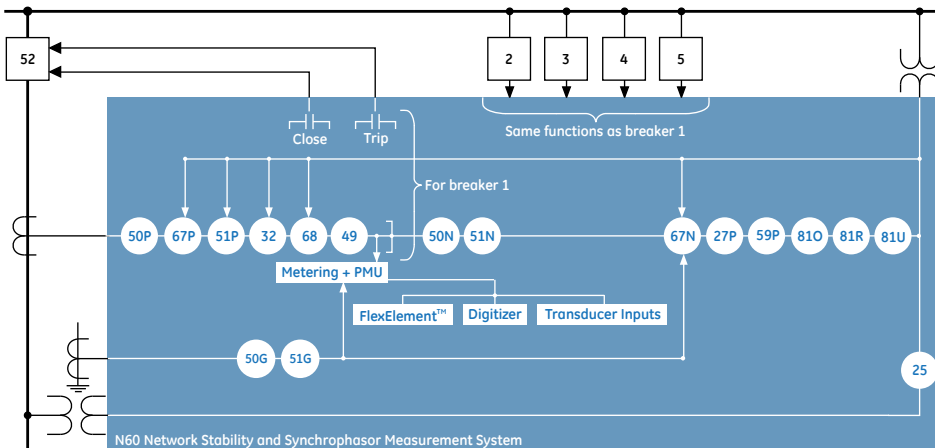 52
2 3 4 5
Close Trip
Same functions as breaker 1
For breaker 1
50P 67P 51P 32 68 49 50N 51N 67N 27P 59P 81O 81R 81U
Metering + PMU
FlexElement™ Digitizer Transducer Inputs
50G 51G
25
N60 Network Stability and Synchrophasor Measurement System